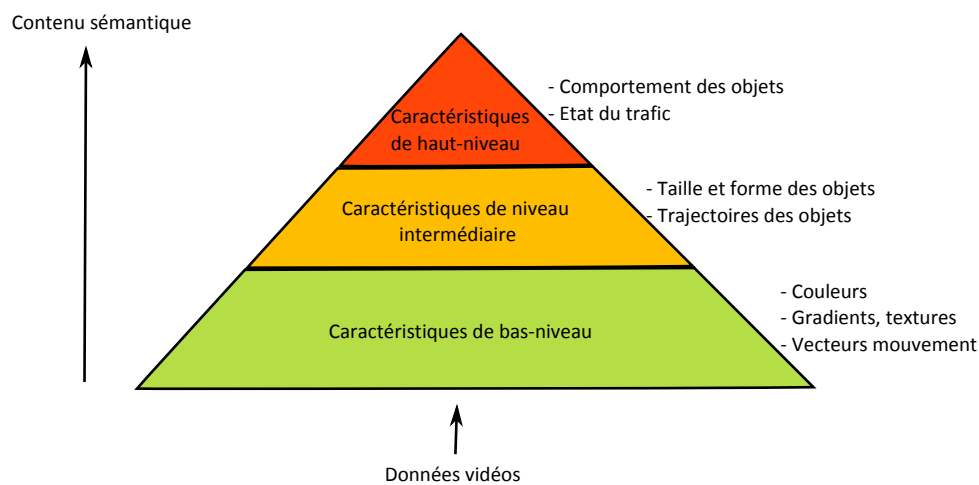 Contenu sémantique
- Comportement des objets
- Etat du trafic
Caractéristiques
de haut-niveau
- Taille et forme des objets
- Trajectoires des objets
Caractéristiques de niveau
intermédiaire
- Couleurs
- Gradients, textures
- Vecteurs mouvement
Caractéristiques de bas-niveau
Données vidéos